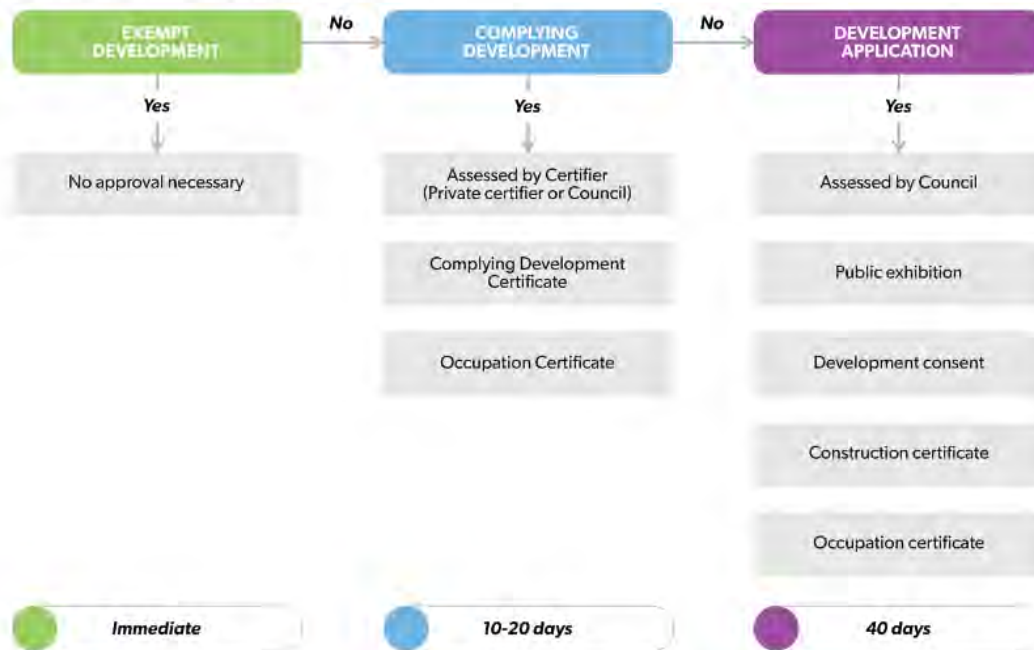 EXEMPT
DEVELOPMENT
No
COMPLYING
DEVELOPMENT
No
DEVELOPMENT
APPLICATION
Yes
Yes
Yes
No approval necessary
Assessed by Certifier
(Private certifier or Council)
Assessed by Council
Complying Development
Certificate
Public exhibition
Occupation Certificate
Development consent
Construction certificate
Occupation certificate
Immediate
10-20 days
40 days